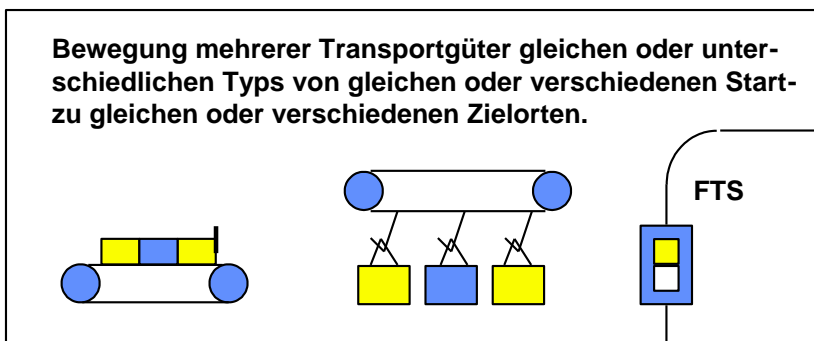 Bewegung mehrerer Transportgüter gleichen oder unter-
schiedlichen Typs von gleichen oder verschiedenen Start-
zu gleichen oder verschiedenen Zielorten.
FTS